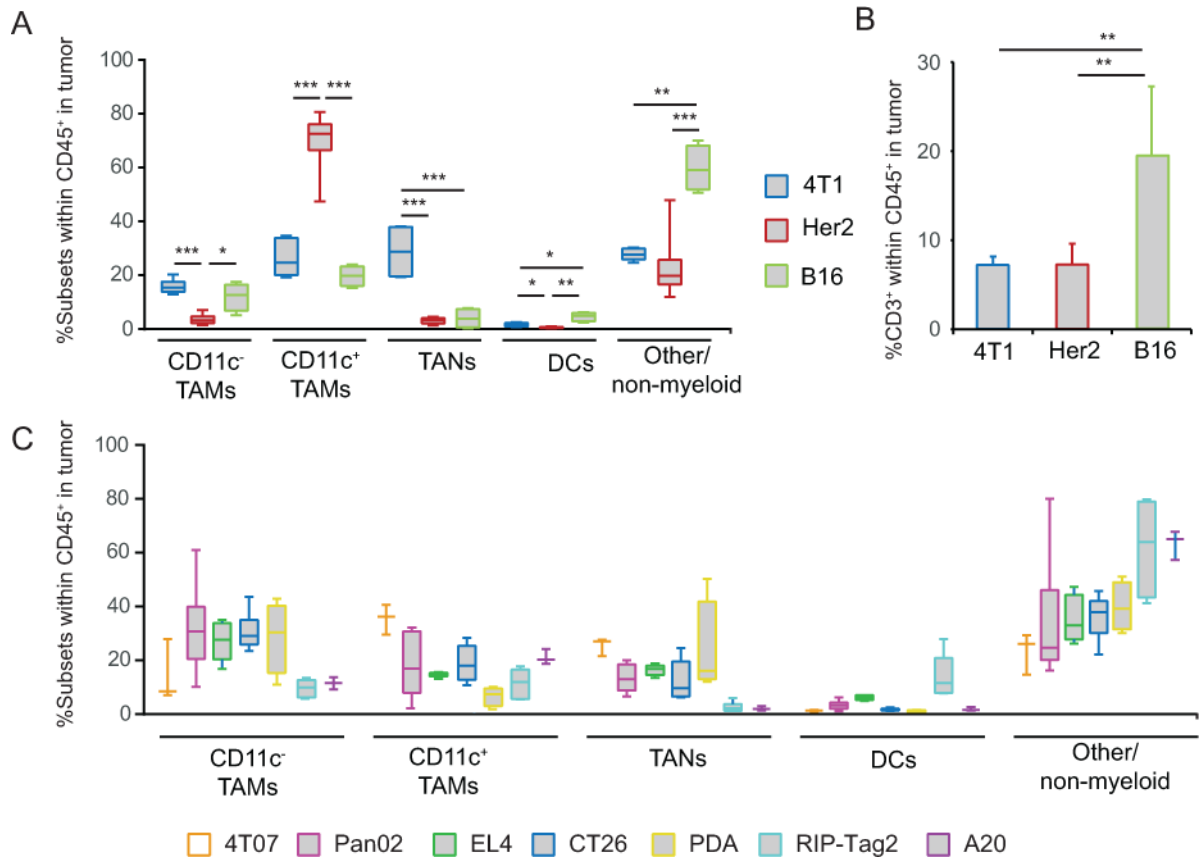 A
%Subsets within CD45⁺ in tumor
100
80
60
40
20
0
*** *
*** ***
*** ***
* * **
** ***
CD11c⁻ TAMs
CD11c⁺ TAMs
TANs
DCs
Other/ non-myeloid
4T1
Her2
B16
B
%CD3⁺ within CD45⁺ in tumor
30
20
10
0
**
**
4T1 Her2 B16
C
%Subsets within CD45⁺ in tumor
100
80
60
40
20
0
CD11c⁻ TAMs
CD11c⁺ TAMs
TANs
DCs
Other/ non-myeloid
4T07 Pan02 EL4 CT26 PDA RIP-Tag2 A20